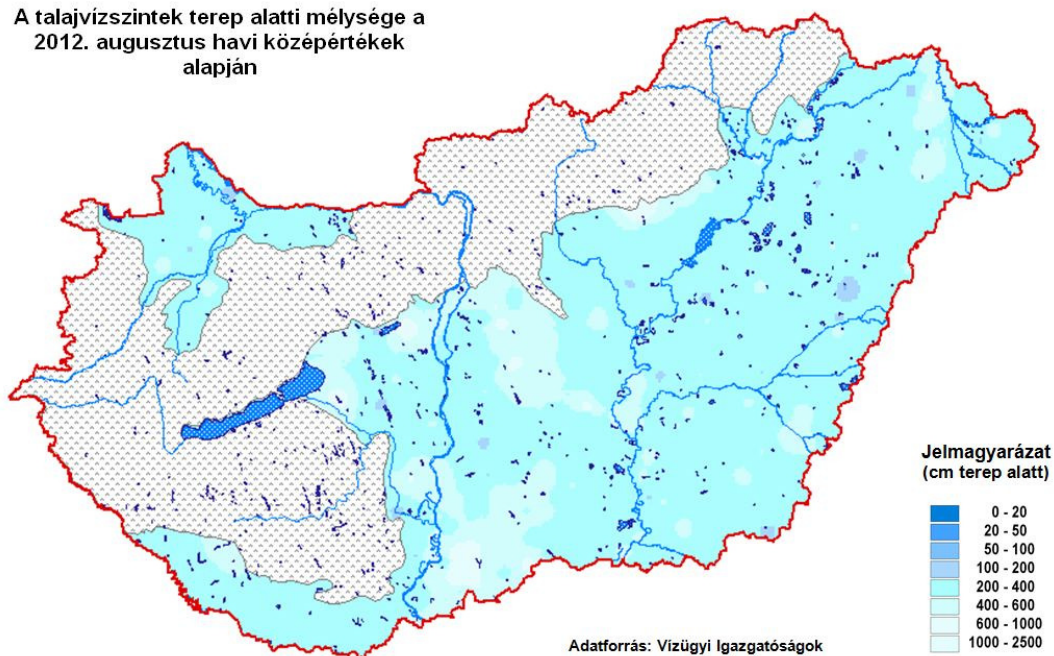 A talajvízszintek terep alatti mélysége a
2012. augusztus havi középértékek
alapján
Jelmagyarázat
(cm terep alatt)
0 - 20
20 - 50
50 - 100
100 - 200
200 - 400
400 - 600
600 - 1000
1000 - 2500
Adatforrás: Vízügyi Igazgatóságok